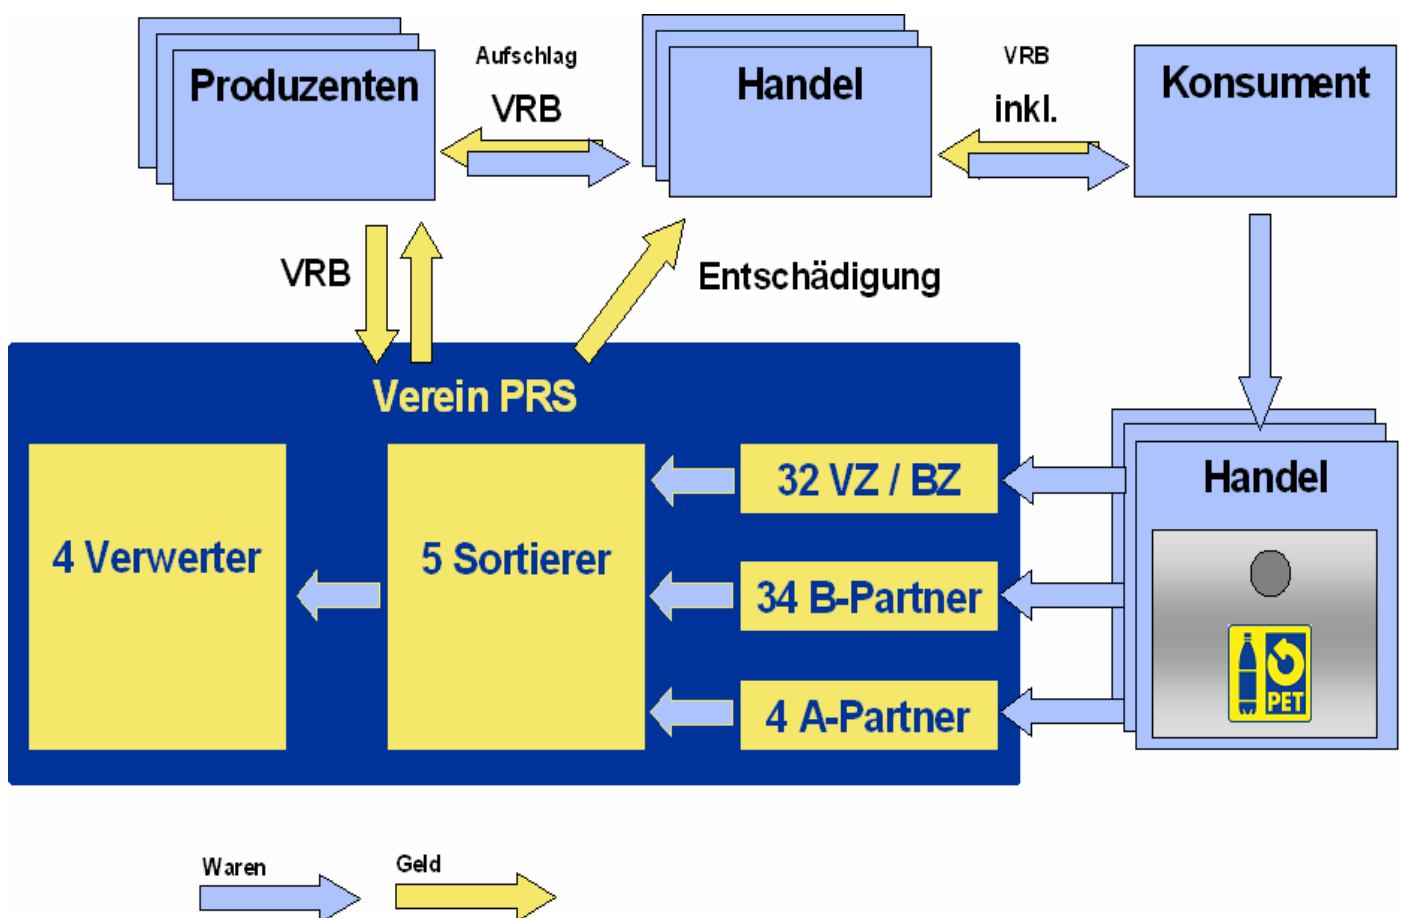 Produzenten
Aufschlag
VRB
Handel
VRB
inkl.
Konsument
VRB
Entschädigung
Verein PRS
4 Verwerter
5 Sortierer
32 VZ / BZ
34 B-Partner
4 A-Partner
Handel
PET
Waren
Geld